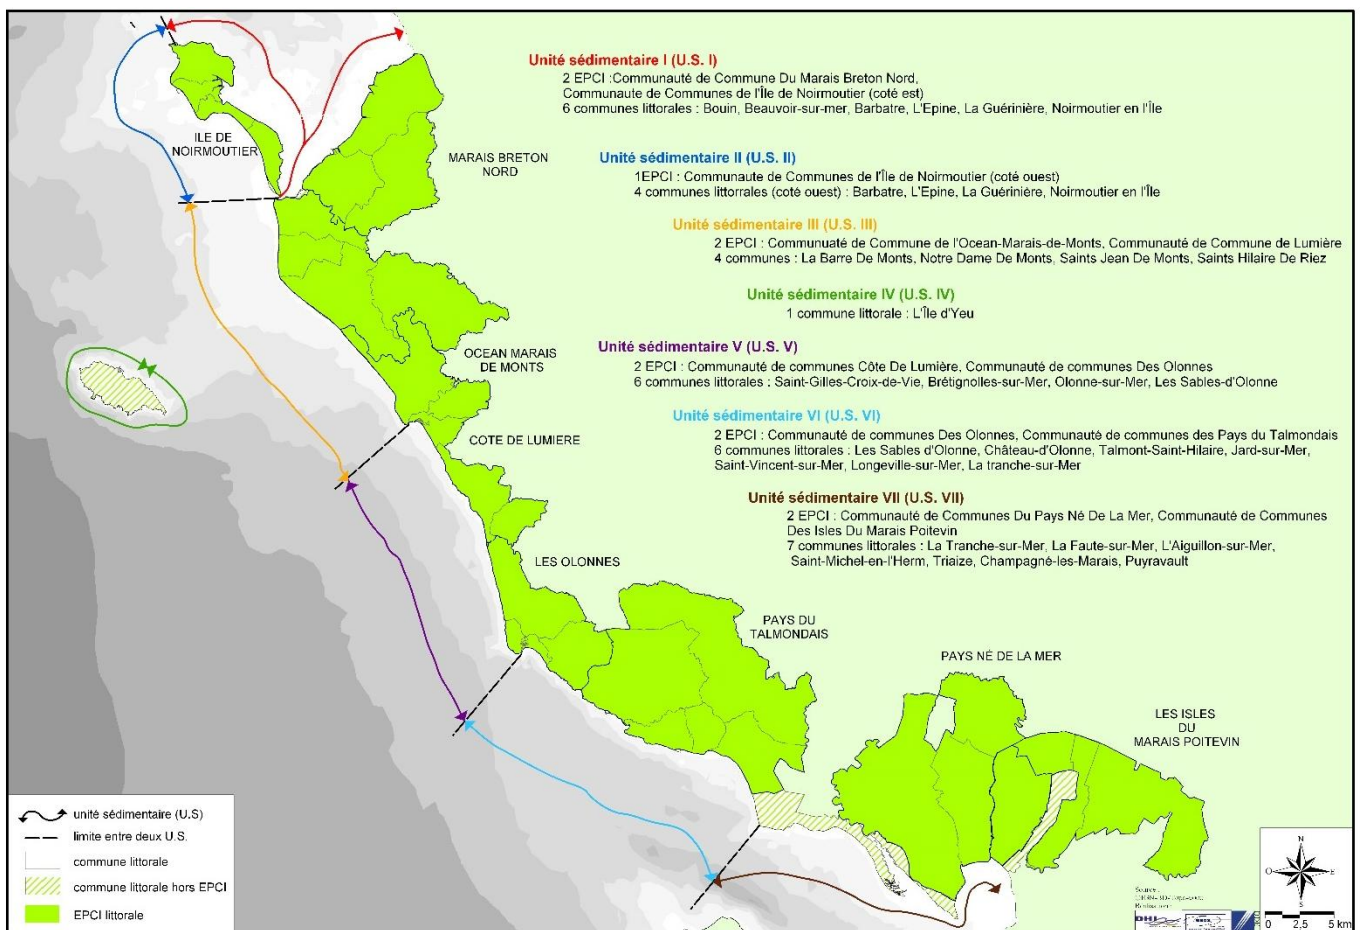 Unité sédimentaire I (U.S. I)
2 EPCI :Communauté de Commune Du Marais Breton Nord,
Communaute de Communes de l'Île de Noirmoutier (coté est)
6 communes littorales : Bouin, Beauvoir-sur-mer, Barbatre, L'Epine, La Guérinière, Noirmoutier en l'Île
ILE DE
NOIRMOUTIER
MARAIS BRETON
NORD
Unité sédimentaire II (U.S. II)
1EPCI : Communaute de Communes de l'Île de Noirmoutier (coté ouest)
4 communes littorrales (coté ouest) : Barbatre, L'Epine, La Guérinière, Noirmoutier en l'Île
Unité sédimentaire III (U.S. III)
2 EPCI : Communuaté de Commune de l'Ocean-Marais-de-Monts, Communauté de Commune de Lumière
4 communes : La Barre De Monts, Notre Dame De Monts, Saints Jean De Monts, Saints Hilaire De Riez
Unité sédimentaire IV (U.S. IV)
1 commune littorale : L'Île d'Yeu
OCEAN MARAIS
DE MONTS
Unité sédimentaire V (U.S. V)
2 EPCI : Communauté de communes Côte De Lumière, Communauté de communes Des Olonnes
6 communes littorales : Saint-Gilles-Croix-de-Vie, Brétignolles-sur-Mer, Olonne-sur-Mer, Les Sables-d'Olonne
COTE DE LUMIERE
Unité sédimentaire VI (U.S. VI)
2 EPCI : Communauté de communes Des Olonnes, Communauté de communes des Pays du Talmondais
6 communes littorales : Les Sables d'Olonne, Château-d'Olonne, Talmont-Saint-Hilaire, Jard-sur-Mer,
Saint-Vincent-sur-Mer, Longeville-sur-Mer, La tranche-sur-Mer
Unité sédimentaire VII (U.S. VII)
2 EPCI : Communauté de Communes Du Pays Né De La Mer, Communauté de Communes
Des Isles Du Marais Poitevin
7 communes littorales : La Tranche-sur-Mer, La Faute-sur-Mer, L'Aiguillon-sur-Mer,
Saint-Michel-en-l'Herm, Triaize, Champagné-les-Marais, Puyravault
LES OLONNES
PAYS DU
TALMONDAIS
PAYS NÉ DE LA MER
LES ISLES
DU
MARAIS POITEVIN
unité sédimentaire (U.S)
limite entre deux U.S.
commune littorale
commune littorale hors EPCI
EPCI littorale
N
O
E
S
Source :
DHI
0 2,5 5 km